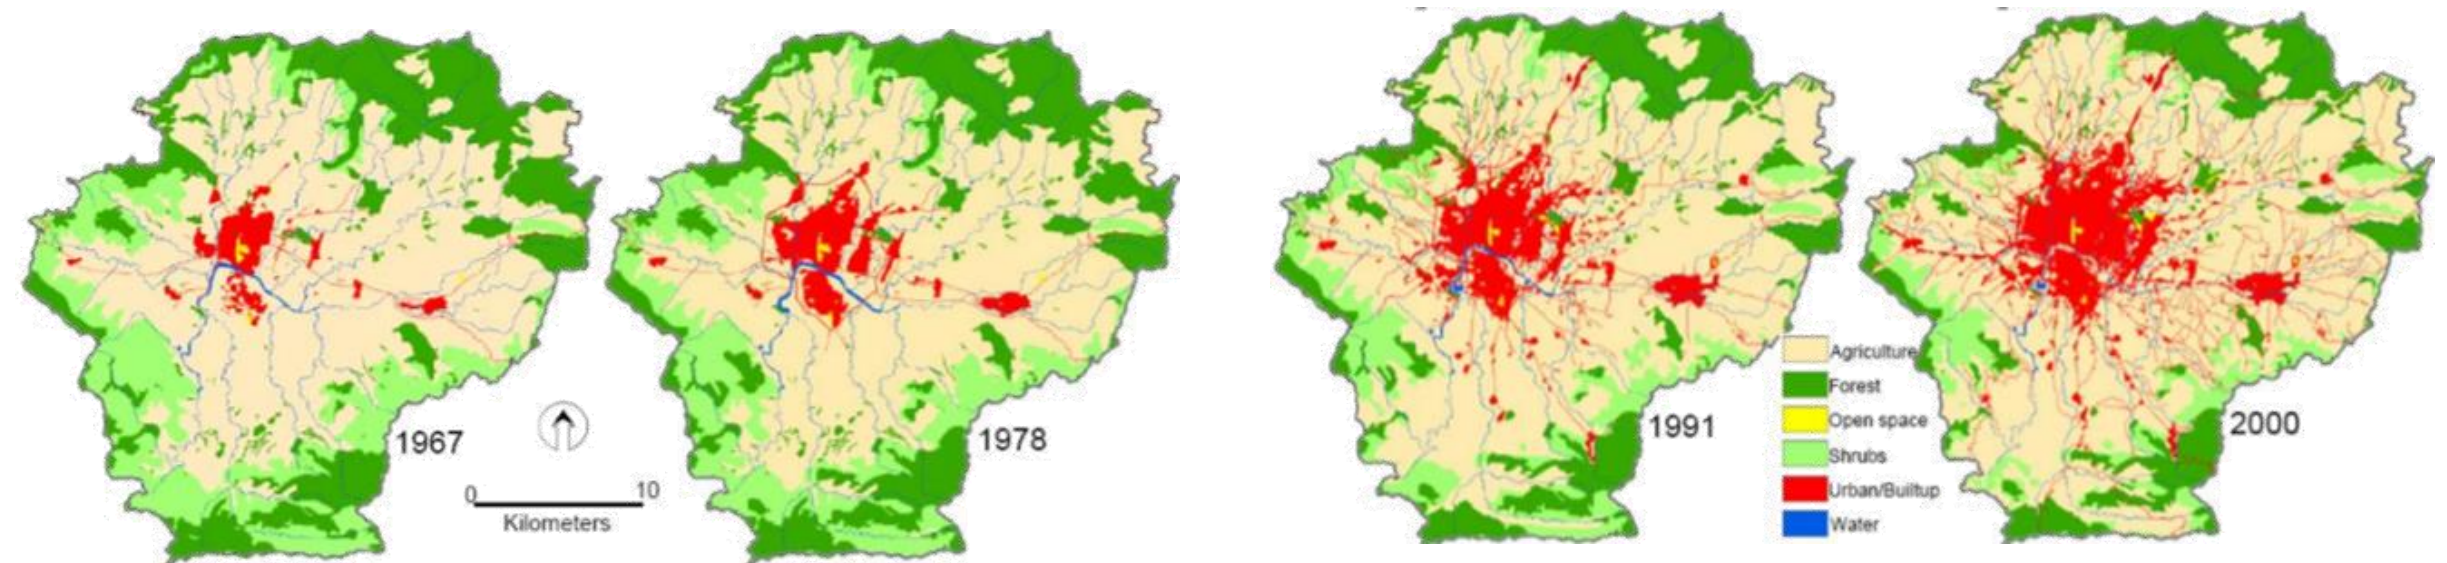 1967
0 10
Kilometers
1978
1991
Agriculture
Forest
Open space
Shrubs
Urban/Builtup
Water
2000